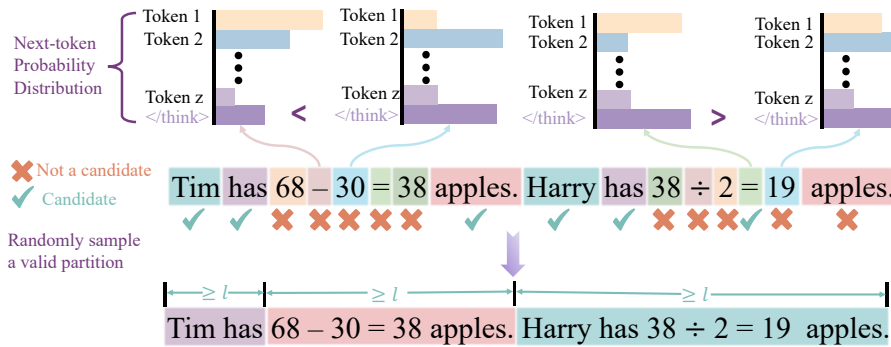 Next-token
Probability
Distribution
Token 1
Token 2
Token z
</think>
<
Token 1
Token 2
Token z
</think>
Token 1
Token 2
Token z
</think>
>
Token 1
Token 2
Token z
</think>
Not a candidate
Candidate
Tim has 68 – 30 = 38 apples. Harry has 38 ÷ 2 = 19 apples.
Randomly sample
a valid partition
≥ l ≥ l ≥ l
Tim has 68 – 30 = 38 apples. Harry has 38 ÷ 2 = 19 apples.